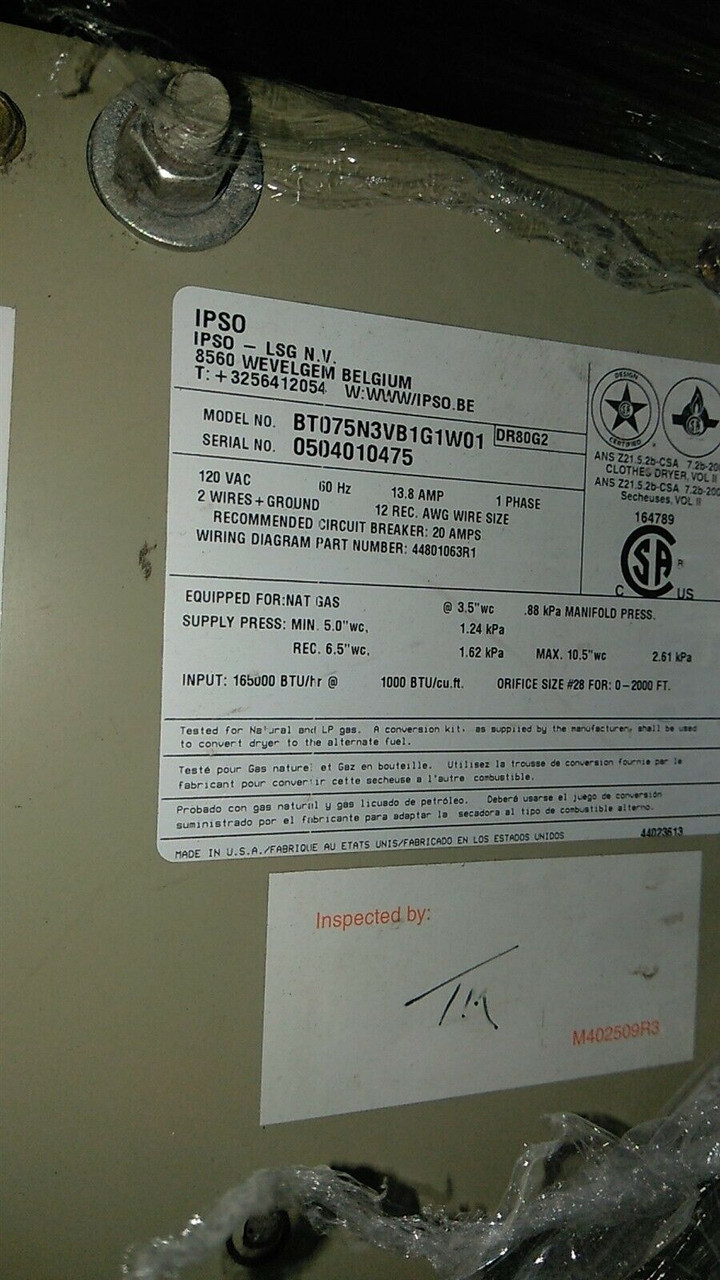 IPSO
IPSO – LSG N.V.
8560 WEVELGEM BELGIUM
T: +3256412054 W:WWW/IPSO.BE
DESIGN
CERTIFIED
MODEL NO. BT075N3VB1G1W01 DR80G2
SERIAL NO. 0504010475
ANS Z21.5.2b-CSA 7.2b-200
CLOTHES DRYER, VOL II
ANS Z21.5.2b-CSA 7.2b-200
Secheuses, VOL II
164789
CSA R
C US
120 VAC 60 Hz 13.8 AMP 1 PHASE
2 WIRES + GROUND 12 REC. AWG WIRE SIZE
RECOMMENDED CIRCUIT BREAKER: 20 AMPS
WIRING DIAGRAM PART NUMBER: 44801063R1
EQUIPPED FOR:NAT GAS @ 3.5"wc .88 kPa MANIFOLD PRESS.
SUPPLY PRESS: MIN. 5.0"wc, 1.24 kPa
REC. 6.5"wc, 1.62 kPa MAX. 10.5"wc 2.61 kPa
INPUT: 165000 BTU/hr @ 1000 BTU/cu.ft. ORIFICE SIZE #28 FOR: 0–2000 FT.
Tested for Natural and LP gas. A conversion kit, as supplied by the manufacturer, shall be used
to convert dryer to the alternate fuel.
Testé pour Gas naturel et Gaz en bouteille. Utilisez la trousse de conversion fournie par le
fabricant pour convertir cette secheuse a l'autre combustible.
Probado con gas natural y gas licuado de petróleo. Deberá usarse el juego de conversión
suministrado por el fabricante para adaptar la secadora al tipo de combustible alterno.
MADE IN U.S.A./FABRIQUE AU ETATS UNIS/FABRICADO EN LOS ESTADOS UNIDOS 44023613
Inspected by:
M402509R3